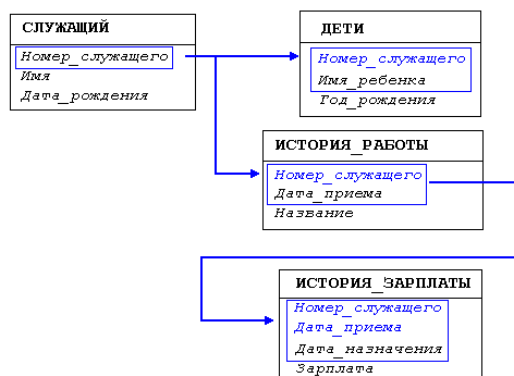 СЛУЖАЩИЙ
Номер_служащего
Имя
Дата_рождения
ДЕТИ
Номер_служащего
Имя_ребенка
Год_рождения
ИСТОРИЯ_РАБОТЫ
Номер_служащего
Дата_приема
Название
ИСТОРИЯ_ЗАРПЛАТЫ
Номер_служащего
Дата_приема
Дата_назначения
Зарплата